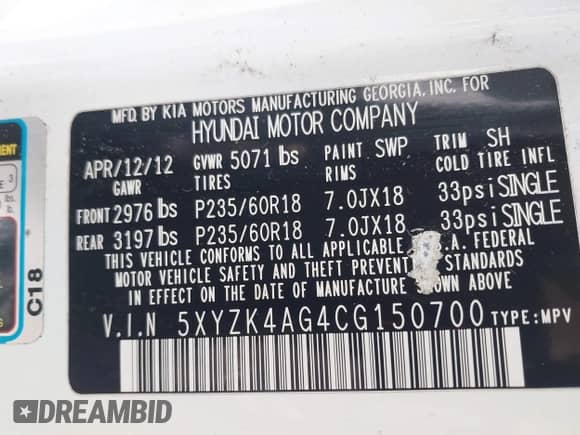 MFD. BY KIA MOTORS MANUFACTURING GEORGIA, INC. FOR
HYUNDAI MOTOR COMPANY
APR/12/12 GVWR 5071 lbs PAINT SWP TRIM SH
GAWR TIRES RIMS COLD TIRE INFL
FRONT 2976 lbs P235/60R18 7.0JX18 33psi SINGLE
REAR 3197 lbs P235/60R18 7.0JX18 33psi SINGLE
THIS VEHICLE CONFORMS TO ALL APPLICABLE .A. FEDERAL
MOTOR VEHICLE SAFETY AND THEFT PREVENT STANDARDS
IN EFFECT ON THE DATE OF MANUFACTURE SHOWN ABOVE
V.I.N 5XYZK4AG4CG150700 TYPE: MPV
C18
3
DREAMBID